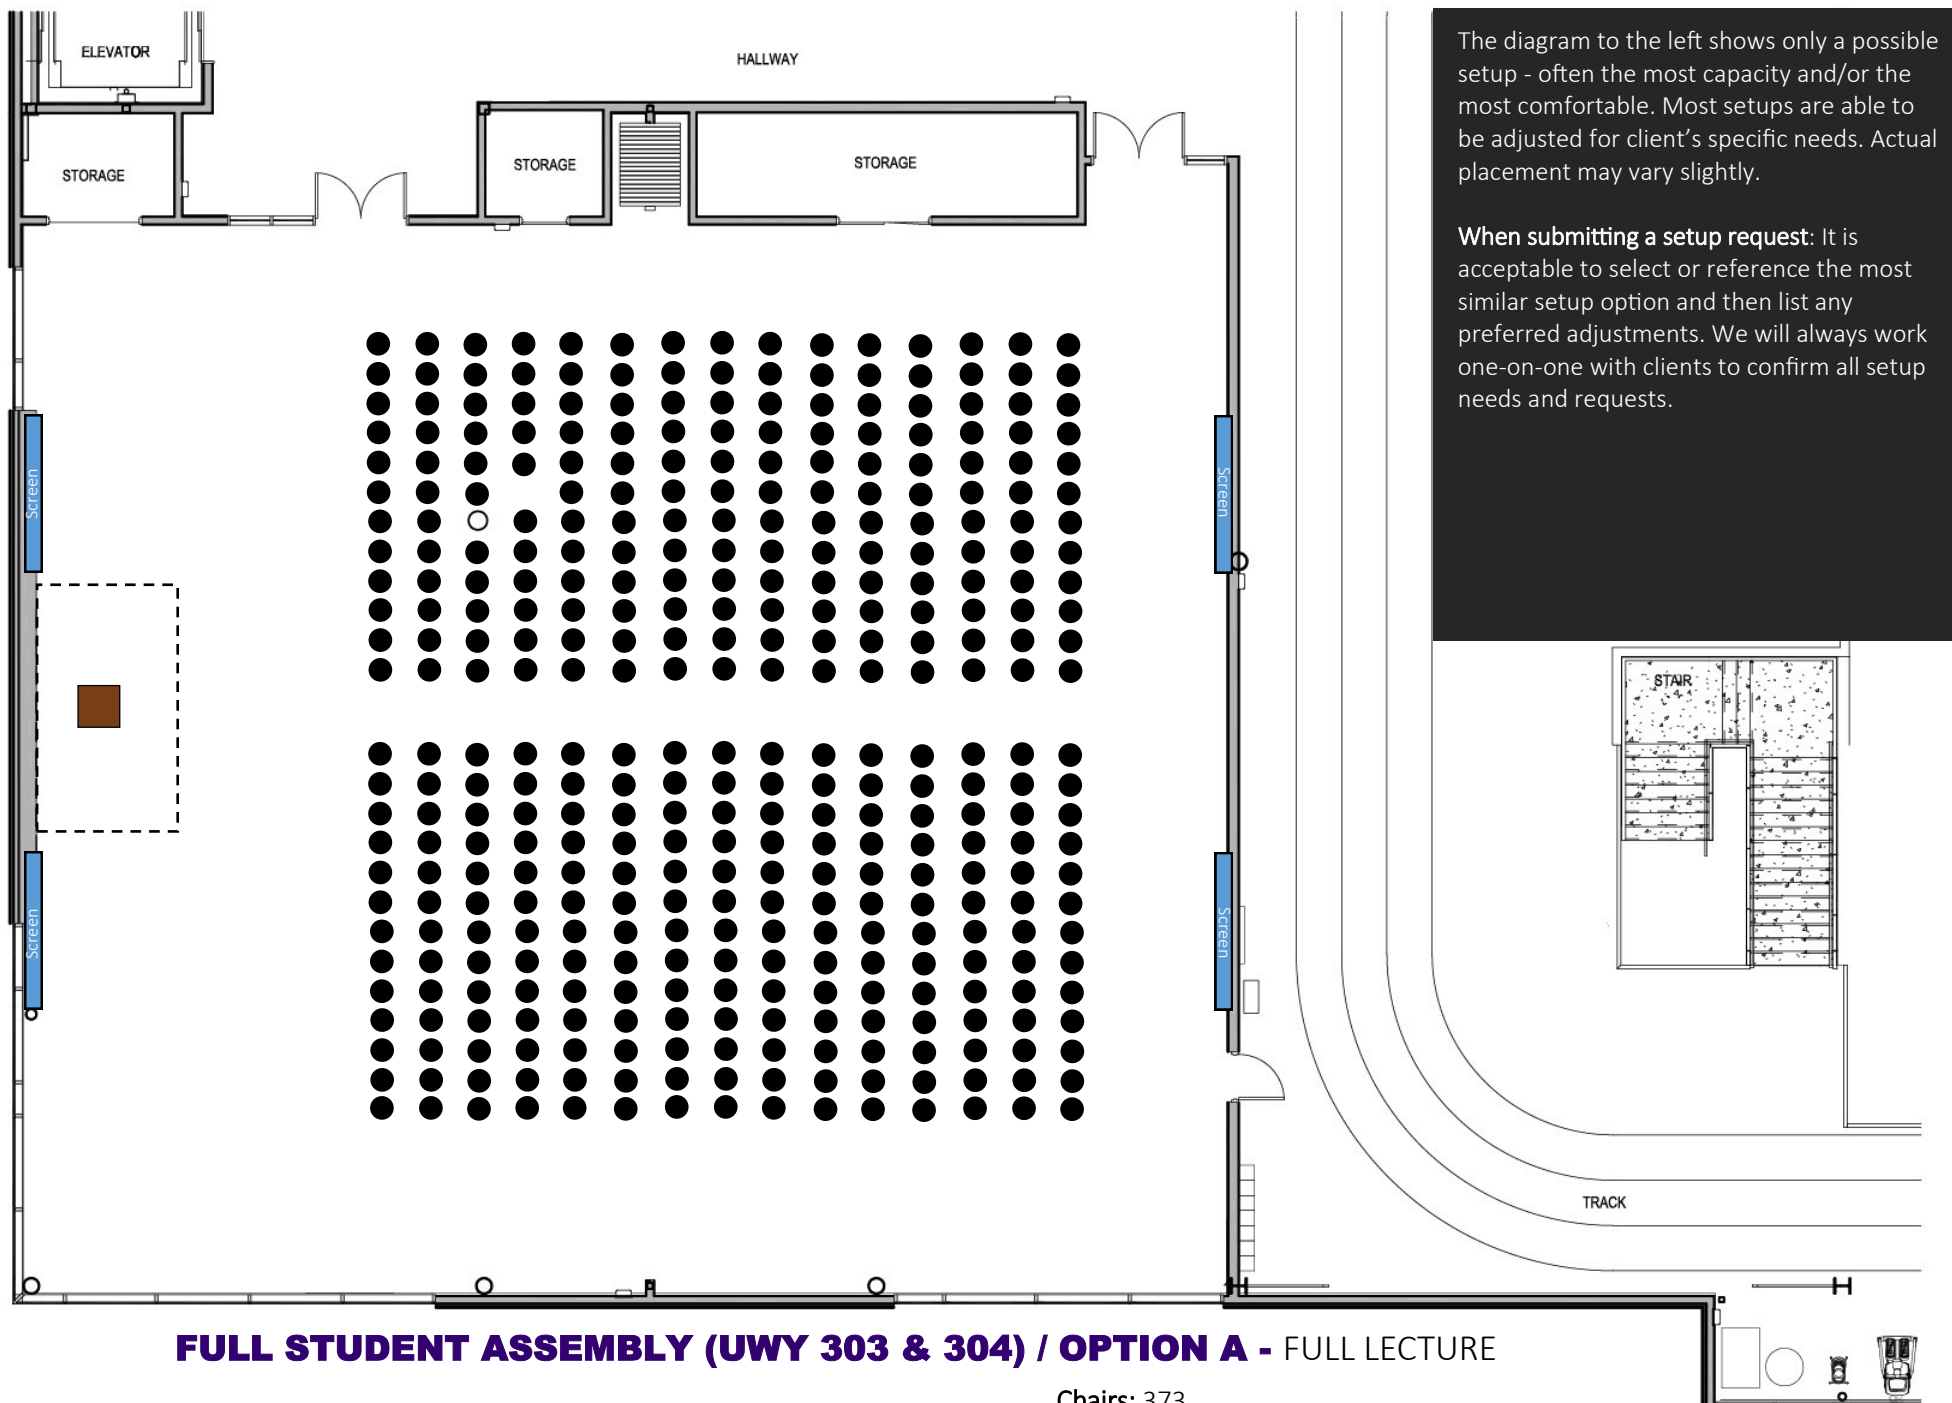 ELEVATOR
HALLWAY
STORAGE
STORAGE
STORAGE
The diagram to the left shows only a possible
setup - often the most capacity and/or the
most comfortable. Most setups are able to
be adjusted for client's specific needs. Actual
placement may vary slightly.
When submitting a setup request: It is
acceptable to select or reference the most
similar setup option and then list any
preferred adjustments. We will always work
one-on-one with clients to confirm all setup
needs and requests.
Screen
Screen
STAIR
Screen
Screen
TRACK
FULL STUDENT ASSEMBLY (UWY 303 & 304) / OPTION A - FULL LECTURE
Chairs: 373